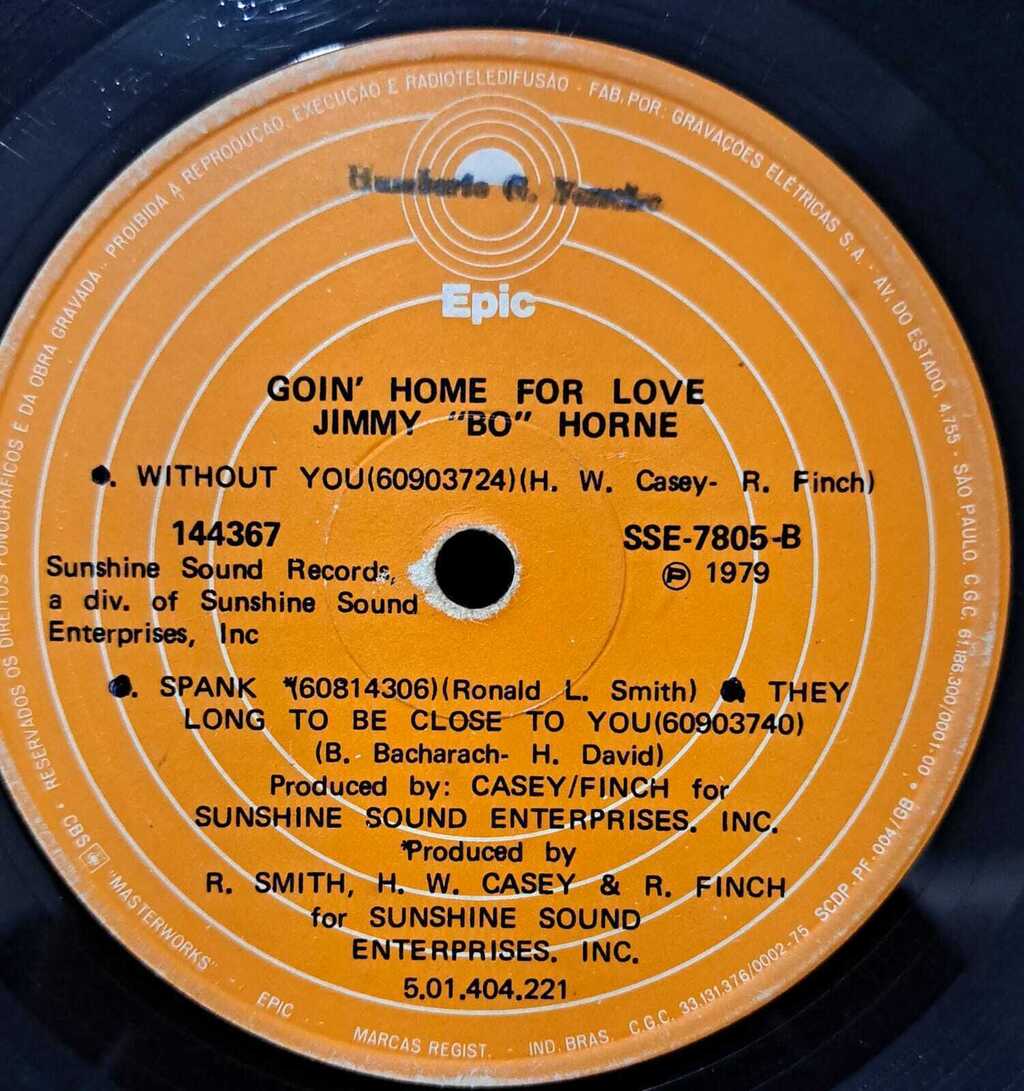 RESERVADOS OS DIREITOS FONOGRÁFICOS E DA OBRA GRAVADA · PROIBIDA A REPRODUÇÃO, EXECUÇÃO E RADIOTELEDIFUSÃO · FAB. POR: GRAVAÇÕES ELÉTRICAS S.A. · AV. DO ESTADO, 4.755 · SÃO PAULO. C.G.C. 61.186.300/0001-00
Epic
GOIN' HOME FOR LOVE
JIMMY "BO" HORNE
WITHOUT YOU(60903724)(H. W. Casey- R. Finch)
144367
SSE-7805-B
Ⓟ 1979
Sunshine Sound Records,
a div. of Sunshine Sound
Enterprises, Inc
SPANK *(60814306)(Ronald L. Smith) THEY
LONG TO BE CLOSE TO YOU(60903740)
(B. Bacharach- H. David)
Produced by: CASEY/FINCH for
SUNSHINE SOUND ENTERPRISES. INC.
*Produced by
R. SMITH, H. W. CASEY & R. FINCH
for SUNSHINE SOUND
ENTERPRISES. INC.
5.01.404.221
CBS "MASTERWORKS" EPIC MARCAS REGIST. - IND. BRAS. C.G.C. 33.131.376/0002-75 SCDP. PF. 004/GB